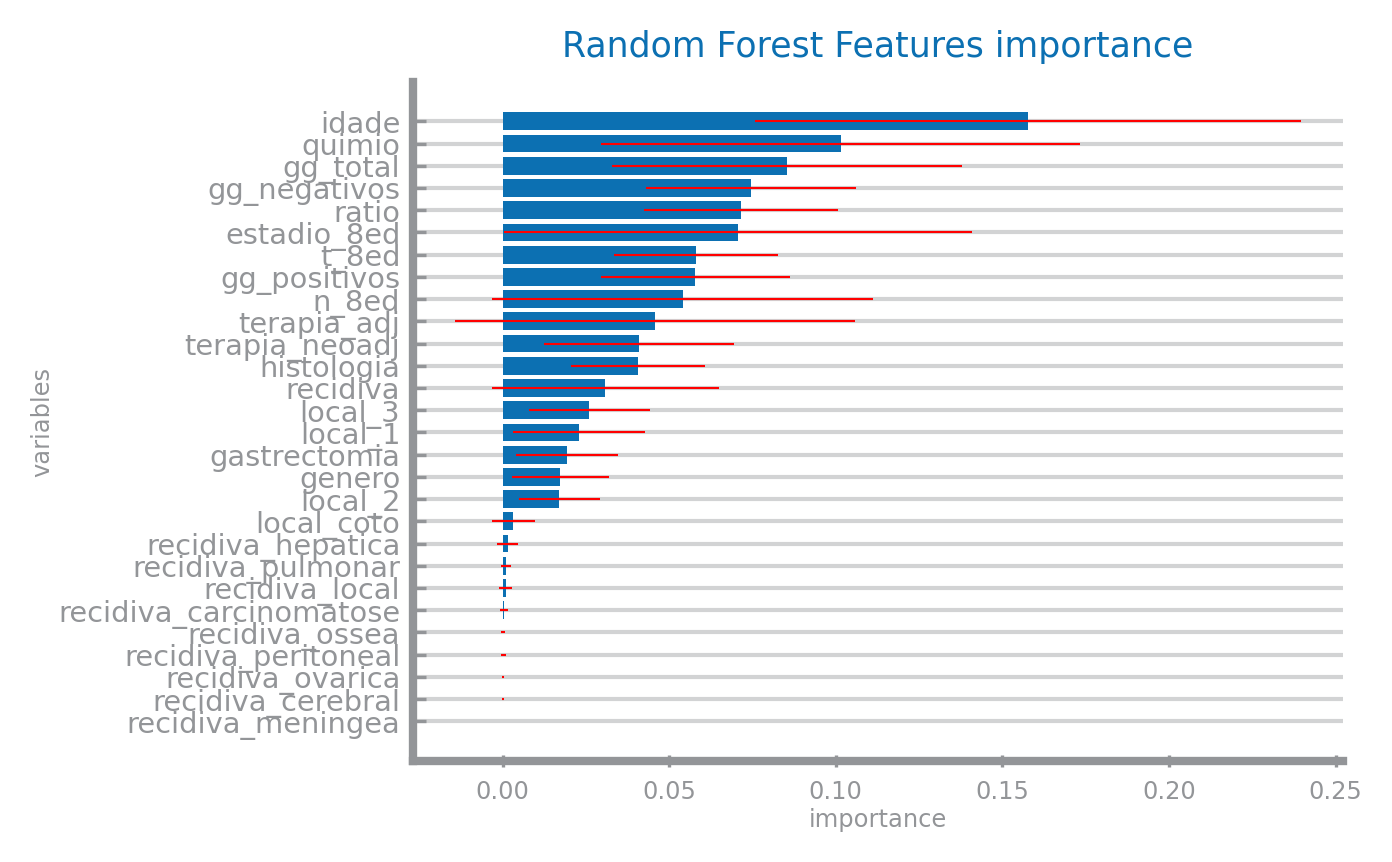 Random Forest Features importance
idade
quimio
gg_total
gg_negativos
ratio
estadio_8ed
t_8ed
gg_positivos
n_8ed
terapia_adj
terapia_neoadj
histologia
recidiva
local_3
local_1
gastrectomia
genero
local_2
local_coto
recidiva_hepatica
recidiva_pulmonar
recidiva_local
recidiva_carcinomatose
recidiva_ossea
recidiva_peritoneal
recidiva_ovarica
recidiva_cerebral
recidiva_meningea
variables
0.00 0.05 0.10 0.15 0.20 0.25
importance